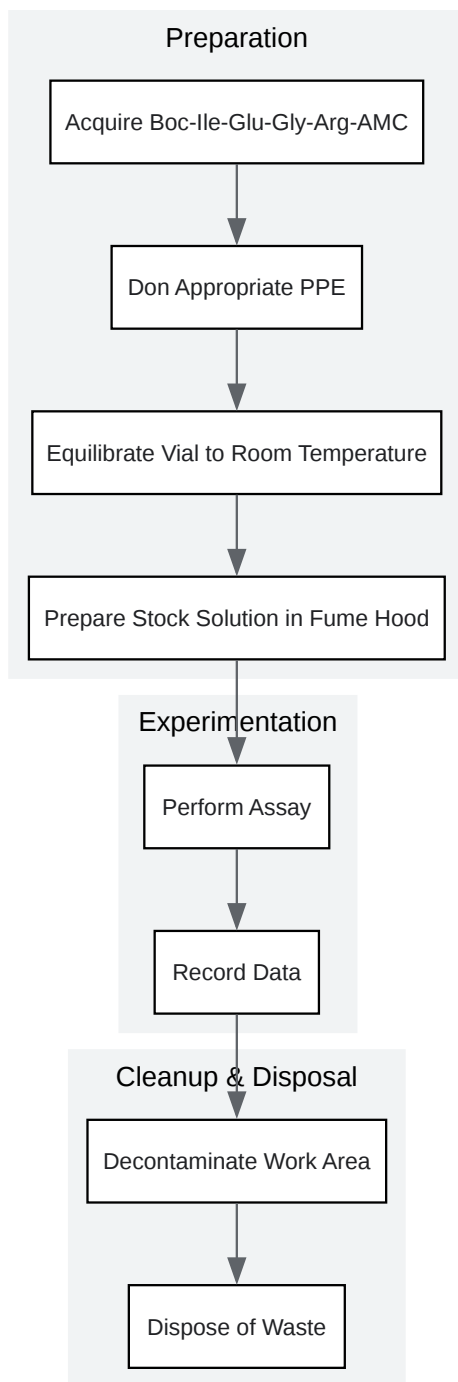 Preparation
Acquire Boc-Ile-Glu-Gly-Arg-AMC
Don Appropriate PPE
Equilibrate Vial to Room Temperature
Prepare Stock Solution in Fume Hood
Experimentation
Perform Assay
Record Data
Cleanup & Disposal
Decontaminate Work Area
Dispose of Waste